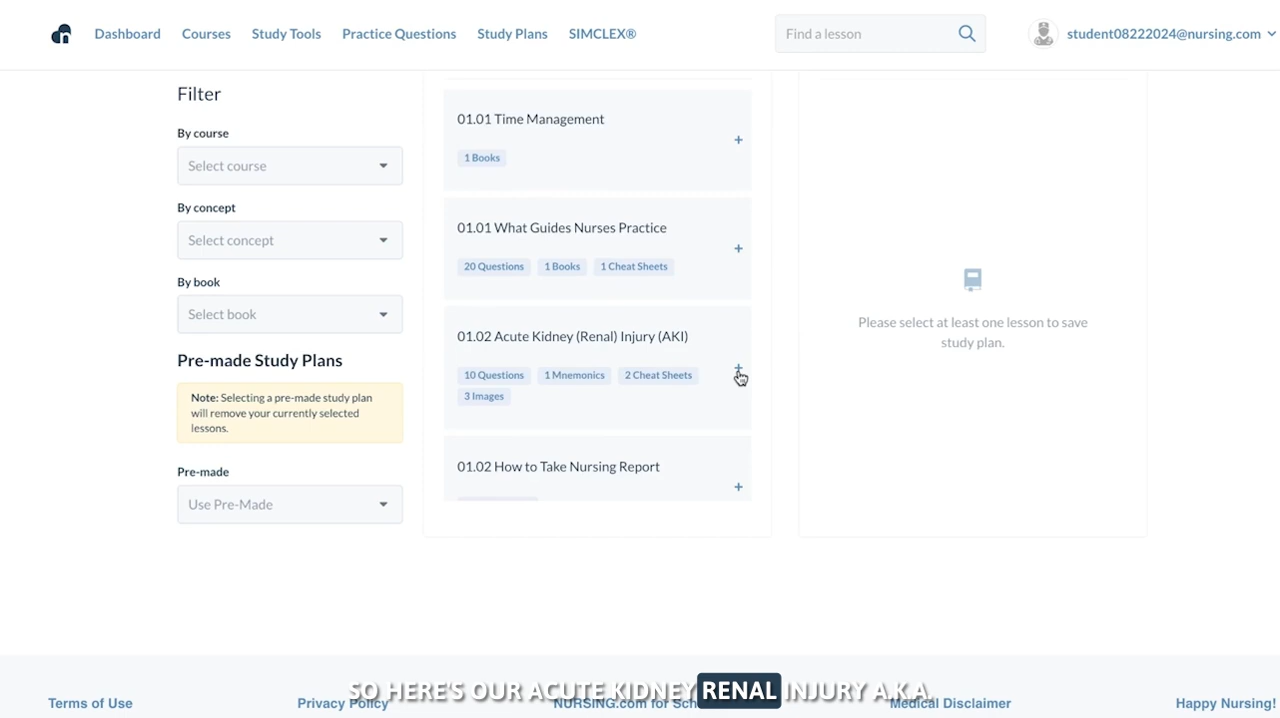 Dashboard Courses Study Tools Practice Questions Study Plans SIMCLEX® Find a lesson student08222024@nursing.com
Filter
By course
Select course
By concept
Select concept
By book
Select book
Pre-made Study Plans
Note: Selecting a pre-made study plan
will remove your currently selected
lessons.
Pre-made
Use Pre-Made
01.01 Time Management
+
1 Books
01.01 What Guides Nurses Practice
+
20 Questions 1 Books 1 Cheat Sheets
01.02 Acute Kidney (Renal) Injury (AKI)
+
10 Questions 1 Mnemonics 2 Cheat Sheets
3 Images
01.02 How to Take Nursing Report
+
Please select at least one lesson to save
study plan.
SO HERE'S OUR ACUTE KIDNEY RENAL INJURY A.K.A.
Terms of Use Privacy Policy NURSING.com for Sch Medical Disclaimer Happy Nursing!